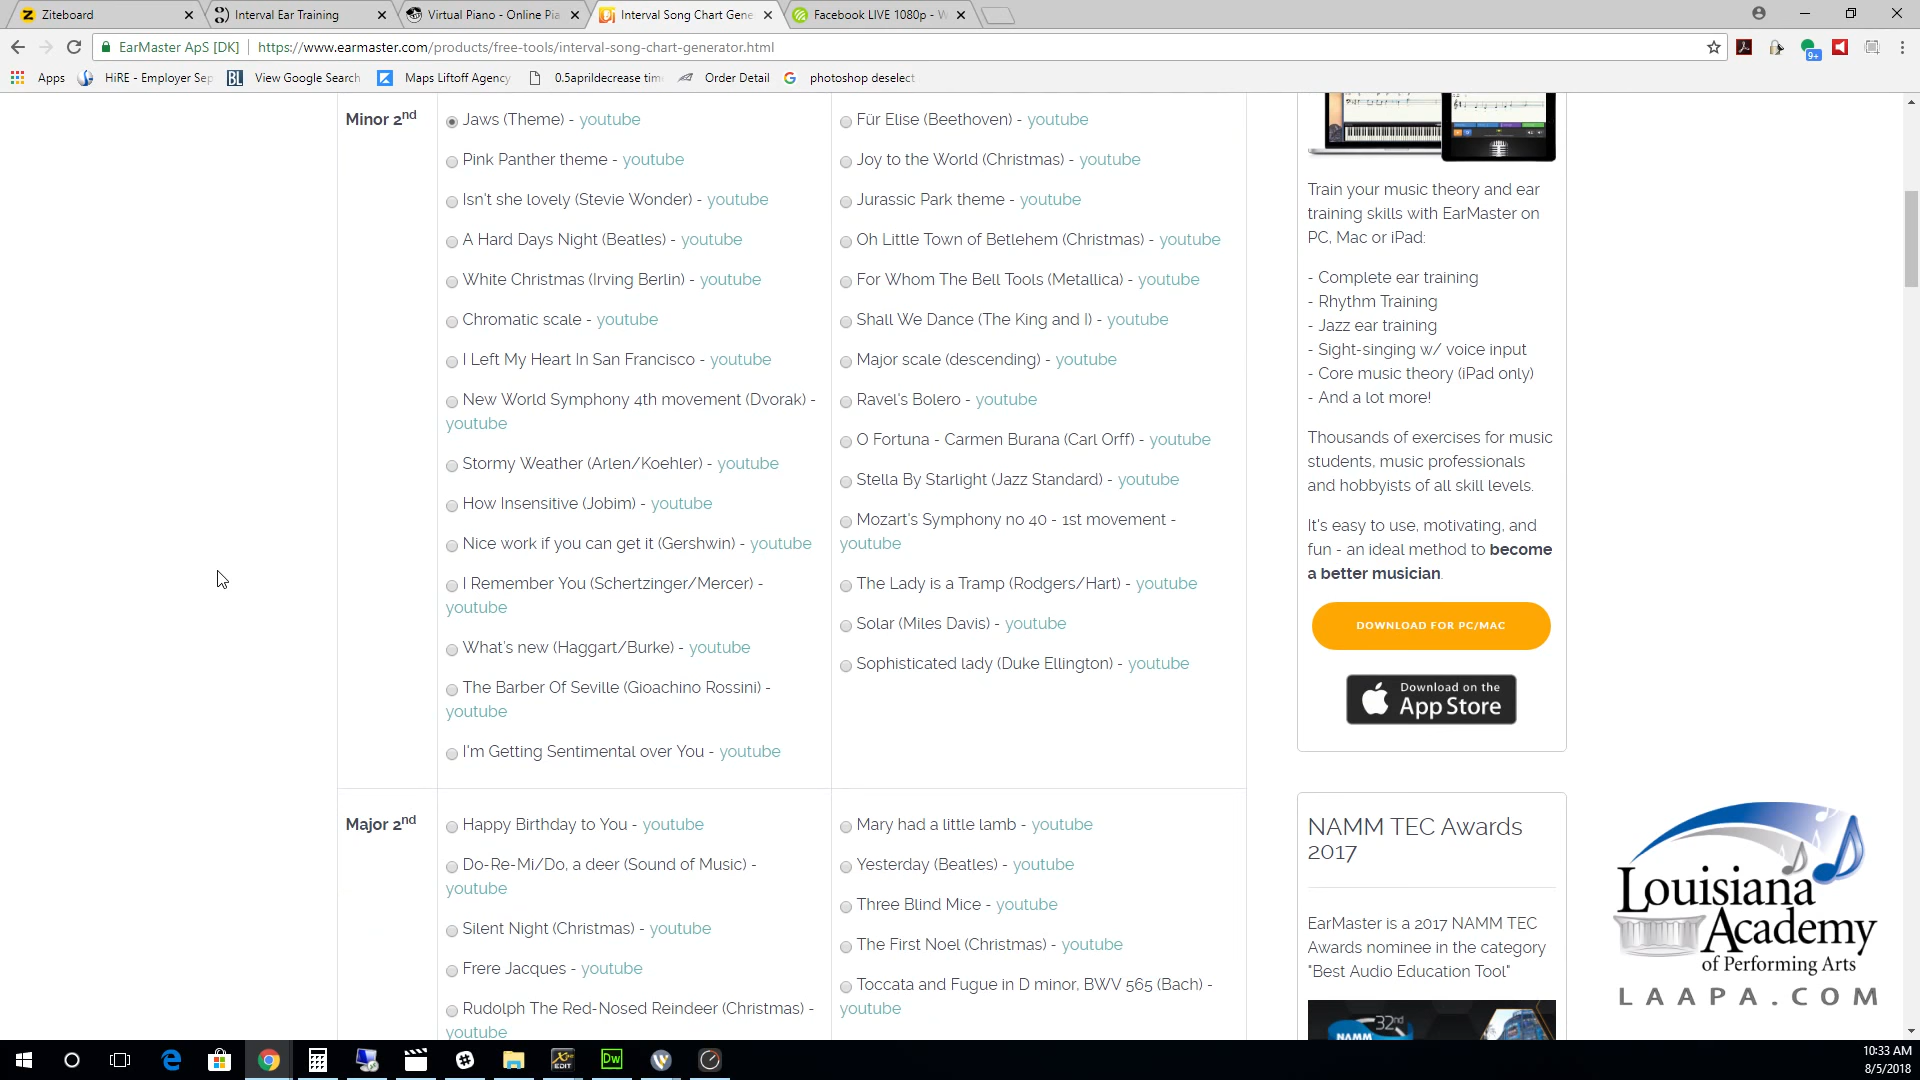 Ziteboard
Interval Ear Training
Virtual Piano - Online Pia
Interval Song Chart Gene
Facebook LIVE 1080p - W
EarMaster ApS [DK]
https://www.earmaster.com/products/free-tools/interval-song-chart-generator.html
9+
Apps
HiRE - Employer Sep
BL
View Google Search
Maps Liftoff Agency
0.5aprildecrease tim
Order Detail
photoshop deselect
Minor 2nd
Jaws (Theme) - youtube
Pink Panther theme - youtube
Isn't she lovely (Stevie Wonder) - youtube
A Hard Days Night (Beatles) - youtube
White Christmas (Irving Berlin) - youtube
Chromatic scale - youtube
I Left My Heart In San Francisco - youtube
New World Symphony 4th movement (Dvorak) -
youtube
Stormy Weather (Arlen/Koehler) - youtube
How Insensitive (Jobim) - youtube
Nice work if you can get it (Gershwin) - youtube
I Remember You (Schertzinger/Mercer) -
youtube
What's new (Haggart/Burke) - youtube
The Barber Of Seville (Gioachino Rossini) -
youtube
I'm Getting Sentimental over You - youtube
Für Elise (Beethoven) - youtube
Joy to the World (Christmas) - youtube
Jurassic Park theme - youtube
Oh Little Town of Betlehem (Christmas) - youtube
For Whom The Bell Tools (Metallica) - youtube
Shall We Dance (The King and I) - youtube
Major scale (descending) - youtube
Ravel's Bolero - youtube
O Fortuna - Carmen Burana (Carl Orff) - youtube
Stella By Starlight (Jazz Standard) - youtube
Mozart's Symphony no 40 - 1st movement -
youtube
The Lady is a Tramp (Rodgers/Hart) - youtube
Solar (Miles Davis) - youtube
Sophisticated lady (Duke Ellington) - youtube
Major 2nd
Happy Birthday to You - youtube
Do-Re-Mi/Do, a deer (Sound of Music) -
youtube
Silent Night (Christmas) - youtube
Frere Jacques - youtube
Rudolph The Red-Nosed Reindeer (Christmas) -
youtube
Mary had a little lamb - youtube
Yesterday (Beatles) - youtube
Three Blind Mice - youtube
The First Noel (Christmas) - youtube
Toccata and Fugue in D minor, BWV 565 (Bach) -
youtube
Train your music theory and ear
training skills with EarMaster on
PC, Mac or iPad:
- Complete ear training
- Rhythm Training
- Jazz ear training
- Sight-singing w/ voice input
- Core music theory (iPad only)
- And a lot more!
Thousands of exercises for music
students, music professionals
and hobbyists of all skill levels.
It's easy to use, motivating, and
fun - an ideal method to become
a better musician.
DOWNLOAD FOR PC/MAC
Download on the
App Store
NAMM TEC Awards
2017
EarMaster is a 2017 NAMM TEC
Awards nominee in the category
"Best Audio Education Tool"
32nd
NAMM
Louisiana
Academy
of Performing Arts
LAAPA.COM
EDIT
Dw
10:33 AM
8/5/2018